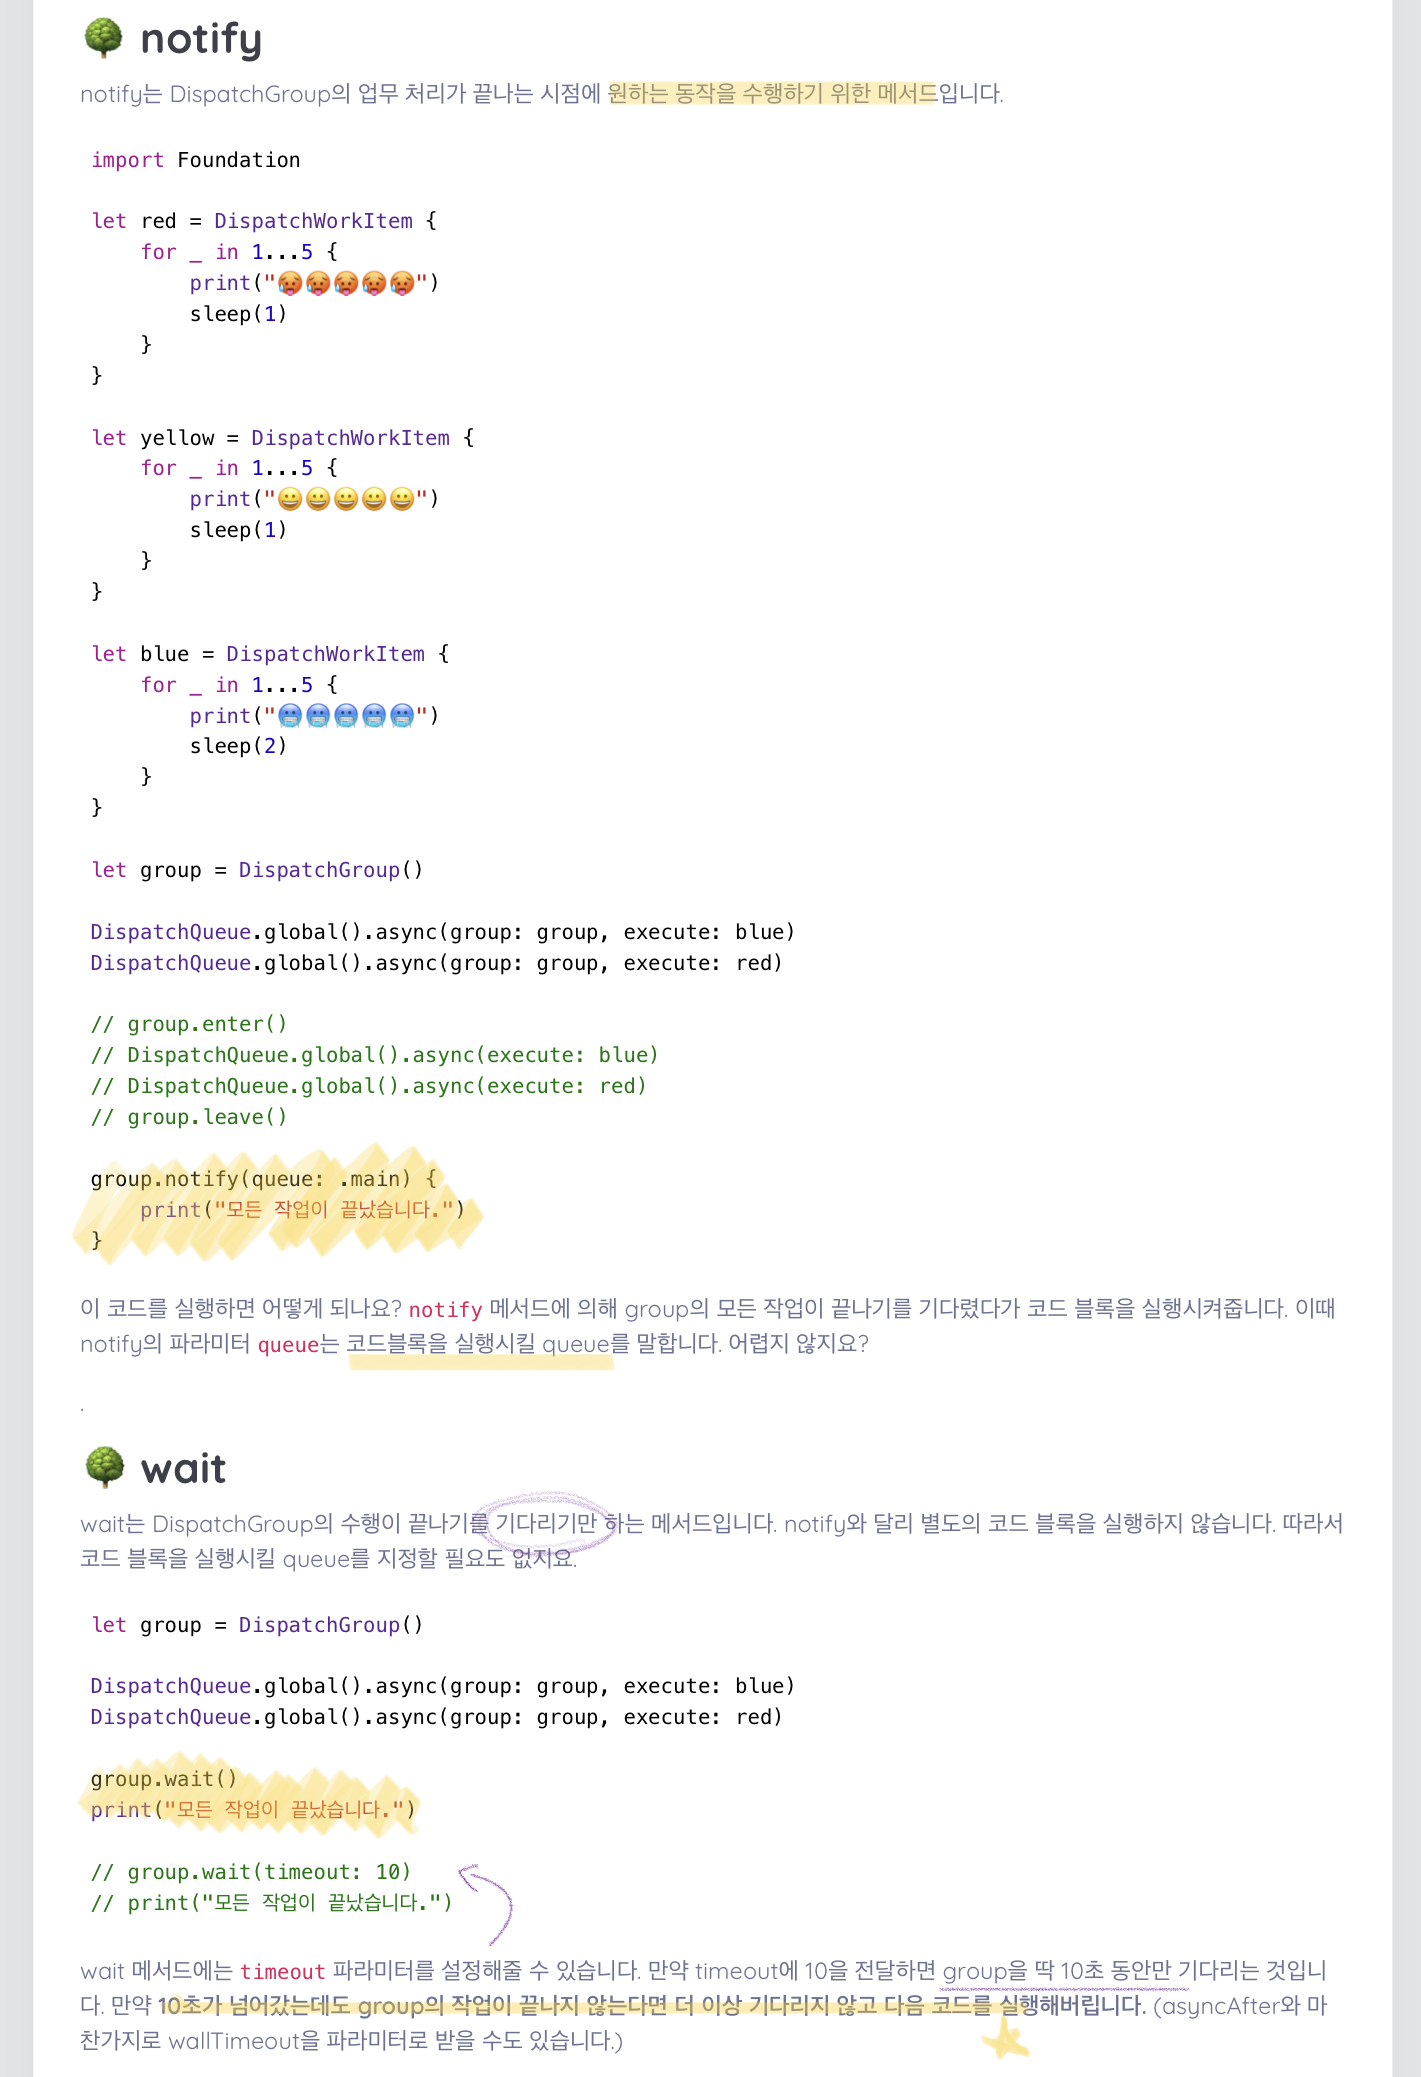 🌳 notify
notify는 DispatchGroup의 업무 처리가 끝나는 시점에 원하는 동작을 수행하기 위한 메서드입니다.
import Foundation
let red = DispatchWorkItem {
    for _ in 1...5 {
        print("🥵🥵🥵🥵🥵")
        sleep(1)
    }
}
let yellow = DispatchWorkItem {
    for _ in 1...5 {
        print("😀😀😀😀😀")
        sleep(1)
    }
}
let blue = DispatchWorkItem {
    for _ in 1...5 {
        print("🥶🥶🥶🥶🥶")
        sleep(2)
    }
}
let group = DispatchGroup()
DispatchQueue.global().async(group: group, execute: blue)
DispatchQueue.global().async(group: group, execute: red)
// group.enter()
// DispatchQueue.global().async(execute: blue)
// DispatchQueue.global().async(execute: red)
// group.leave()
group.notify(queue: .main) {
    print("모든 작업이 끝났습니다.")
}
이 코드를 실행하면 어떻게 되나요? notify 메서드에 의해 group의 모든 작업이 끝나기를 기다렸다가 코드 블록을 실행시켜줍니다. 이때
notify의 파라미터 queue는 코드블록을 실행시킬 queue를 말합니다. 어렵지 않지요?
.
🌳 wait
wait는 DispatchGroup의 수행이 끝나기를 기다리기만 하는 메서드입니다. notify와 달리 별도의 코드 블록을 실행하지 않습니다. 따라서
코드 블록을 실행시킬 queue를 지정할 필요도 없지요.
let group = DispatchGroup()
DispatchQueue.global().async(group: group, execute: blue)
DispatchQueue.global().async(group: group, execute: red)
group.wait()
print("모든 작업이 끝났습니다.")
// group.wait(timeout: 10)
// print("모든 작업이 끝났습니다.")
wait 메서드에는 timeout 파라미터를 설정해줄 수 있습니다. 만약 timeout에 10을 전달하면 group을 딱 10초 동안만 기다리는 것입니
다. 만약 10초가 넘어갔는데도 group의 작업이 끝나지 않는다면 더 이상 기다리지 않고 다음 코드를 실행해버립니다. (asyncAfter와 마
찬가지로 wallTimeout을 파라미터로 받을 수도 있습니다.)